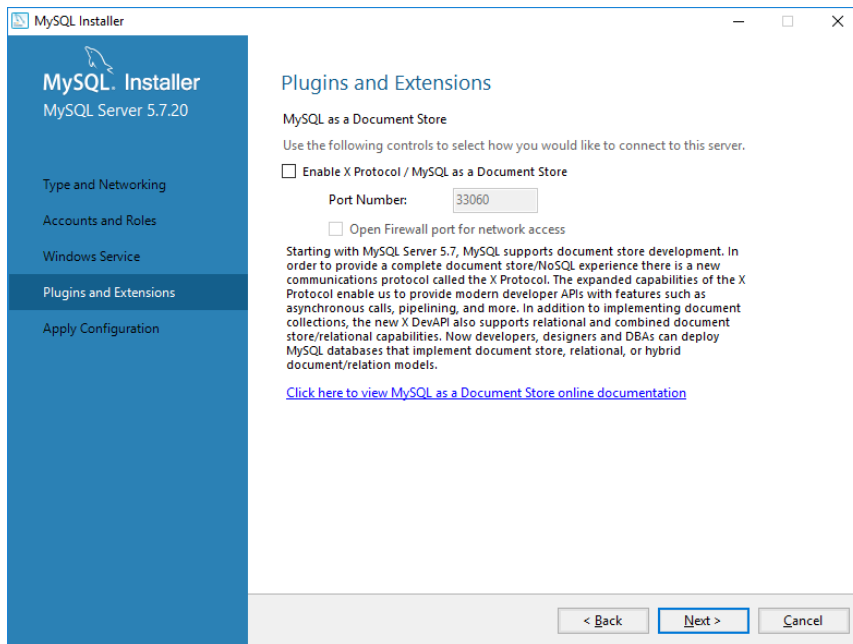 MySQL Installer
MySQL. Installer
MySQL Server 5.7.20
Type and Networking
Accounts and Roles
Windows Service
Plugins and Extensions
Apply Configuration
Plugins and Extensions
MySQL as a Document Store
Use the following controls to select how you would like to connect to this server.
Enable X Protocol / MySQL as a Document Store
Port Number: 33060
Open Firewall port for network access
Starting with MySQL Server 5.7, MySQL supports document store development. In
order to provide a complete document store/NoSQL experience there is a new
communications protocol called the X Protocol. The expanded capabilities of the X
Protocol enable us to provide modern developer APIs with features such as
asynchronous calls, pipelining, and more. In addition to implementing document
collections, the new X DevAPI also supports relational and combined document
store/relational capabilities. Now developers, designers and DBAs can deploy
MySQL databases that implement document store, relational, or hybrid
document/relation models.
Click here to view MySQL as a Document Store online documentation
< Back
Next >
Cancel